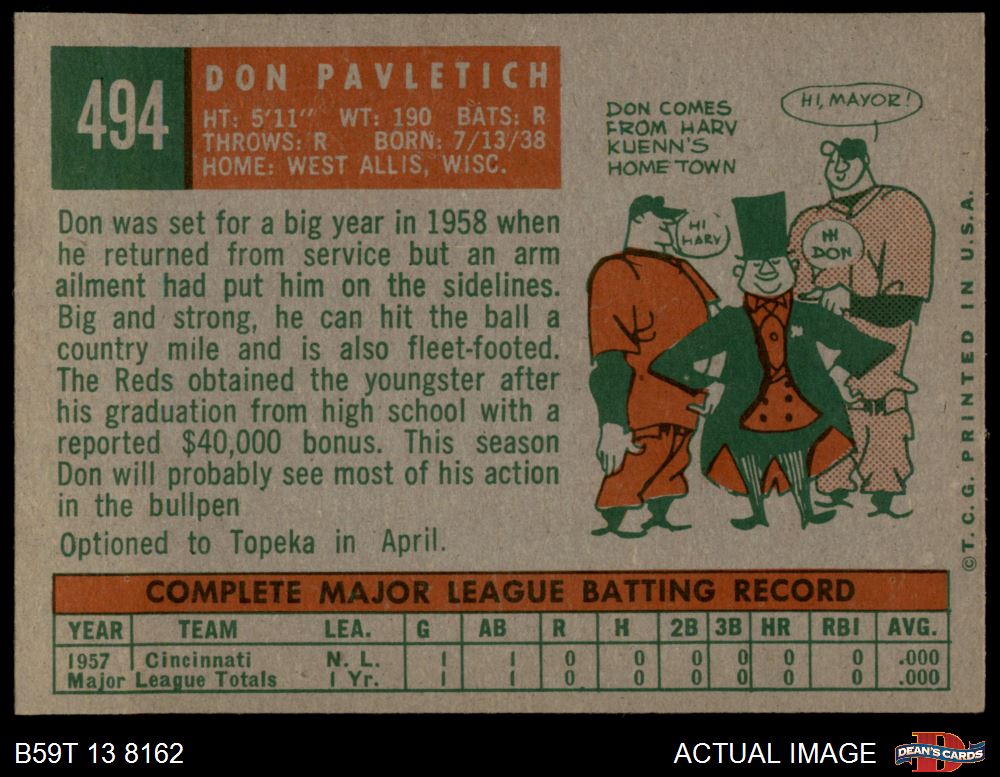 494
DON PAVLETICH
HT: 5'11" WT: 190 BATS: R
THROWS: R BORN: 7/13/38
HOME: WEST ALLIS, WISC.
Don was set for a big year in 1958 when
he returned from service but an arm
ailment had put him on the sidelines.
Big and strong, he can hit the ball a
country mile and is also fleet-footed.
The Reds obtained the youngster after
his graduation from high school with a
reported $40,000 bonus. This season
Don will probably see most of his action
in the bullpen
Optioned to Topeka in April.
DON COMES
FROM HARV
KUENN'S
HOME TOWN
HI, MAYOR!
HI
HARV
HI
DON
©T.C.G. PRINTED IN U.S.A.
COMPLETE MAJOR LEAGUE BATTING RECORD
YEAR TEAM LEA. G AB R H 2B 3B HR RBI AVG.
1957 Cincinnati N. L. 1 1 0 0 0 0 0 0 .000
Major League Totals 1 Yr. 1 1 0 0 0 0 0 0 .000
B59T 13 8162
ACTUAL IMAGE
D
DEAN'S CARDS